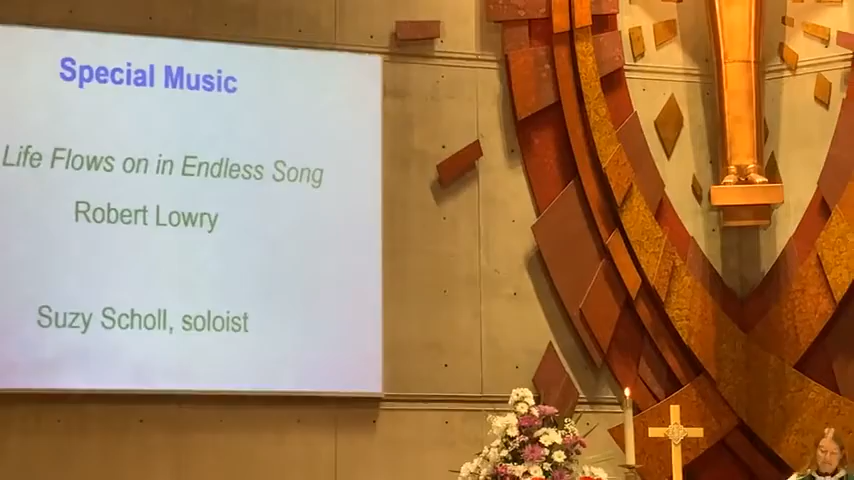 Special Music
Life Flows on in Endless Song
Robert Lowry
Suzy Scholl, soloist